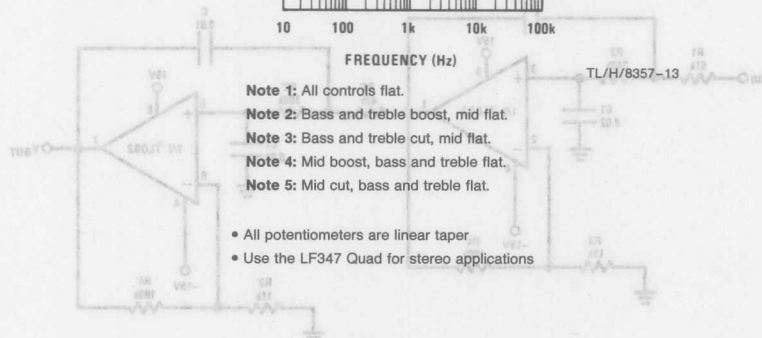 10 100 1k 10k 100k
FREQUENCY (Hz)
TL/H/8357–13
Note 1: All controls flat.
Note 2: Bass and treble boost, mid flat.
Note 3: Bass and treble cut, mid flat.
Note 4: Mid boost, bass and treble flat.
Note 5: Mid cut, bass and treble flat.
• All potentiometers are linear taper
• Use the LF347 Quad for stereo applications